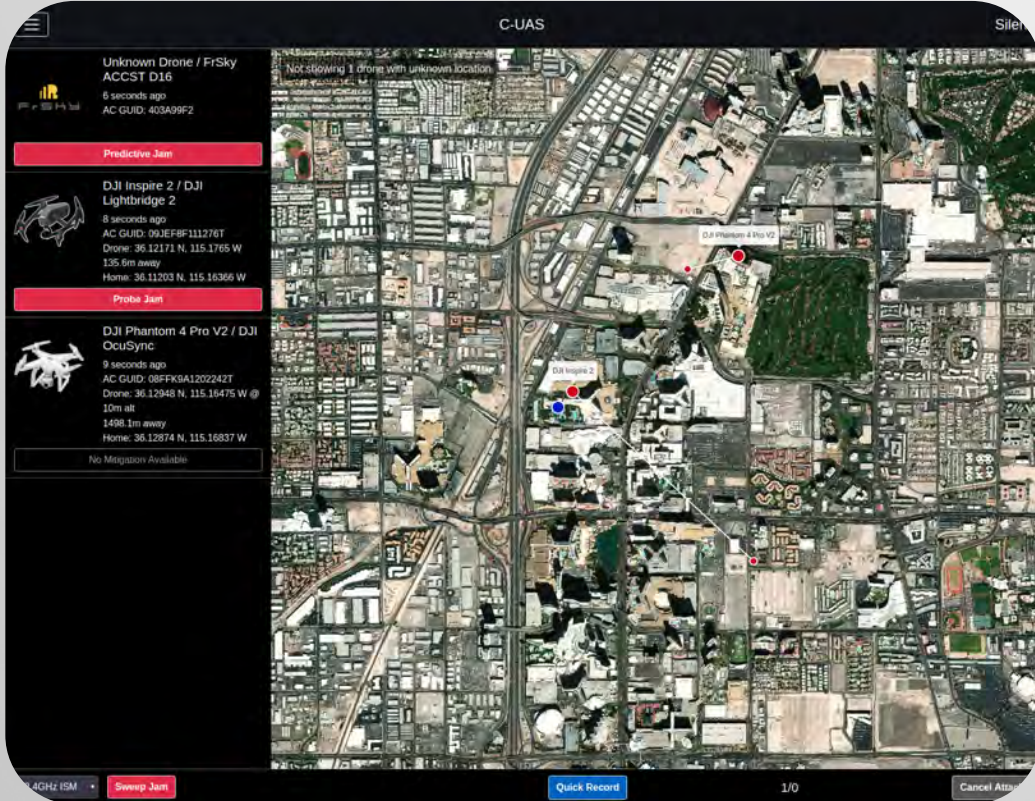 C-UAS
Unknown Drone / FrSky
ACCST D16
6 seconds ago
AC GUID: 403A99F2
FrSKY
Predictive Jam
DJI Inspire 2 / DJI
Lightbridge 2
8 seconds ago
AC GUID: 09JEF8F111276T
Drone: 36.12171 N, 115.1765 W
135.6m away
Home: 36.11203 N, 115.16366 W
Probe Jam
DJI Phantom 4 Pro V2 / DJI
OcuSync
9 seconds ago
AC GUID: 08FFK9A1202242T
Drone: 36.12948 N, 115.16475 W @
10m alt
1498.1m away
Home: 36.12874 N, 115.16837 W
No Mitigation Available
Not showing 1 drone with unknown location
DJI Phantom 4 Pro V2
DJI Inspire 2
.4GHz ISM
Sweep Jam
Quick Record
1/0
Cancel